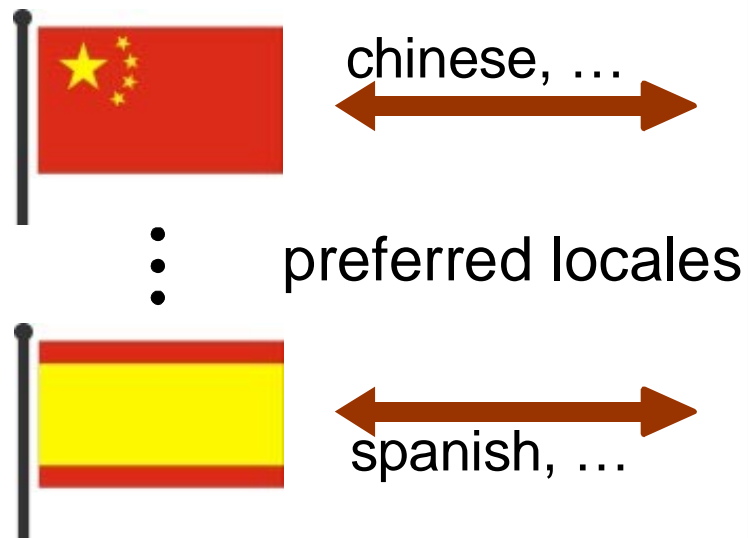 chinese, …
preferred locales
spanish, …